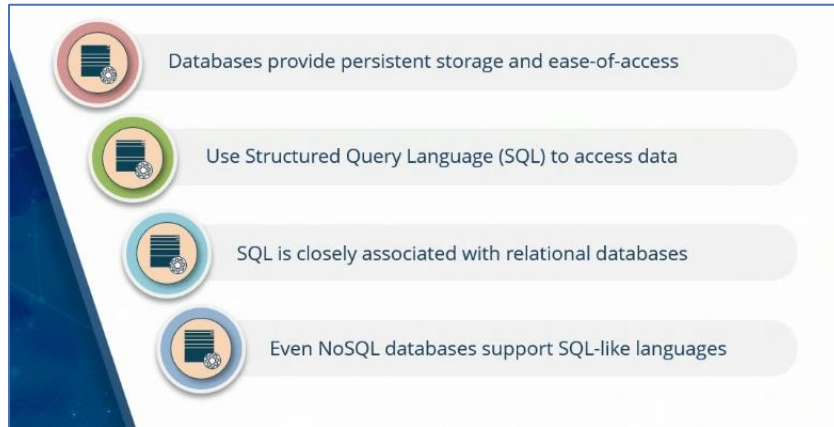 Databases provide persistent storage and ease-of-access
Use Structured Query Language (SQL) to access data
SQL is closely associated with relational databases
Even NoSQL databases support SQL-like languages